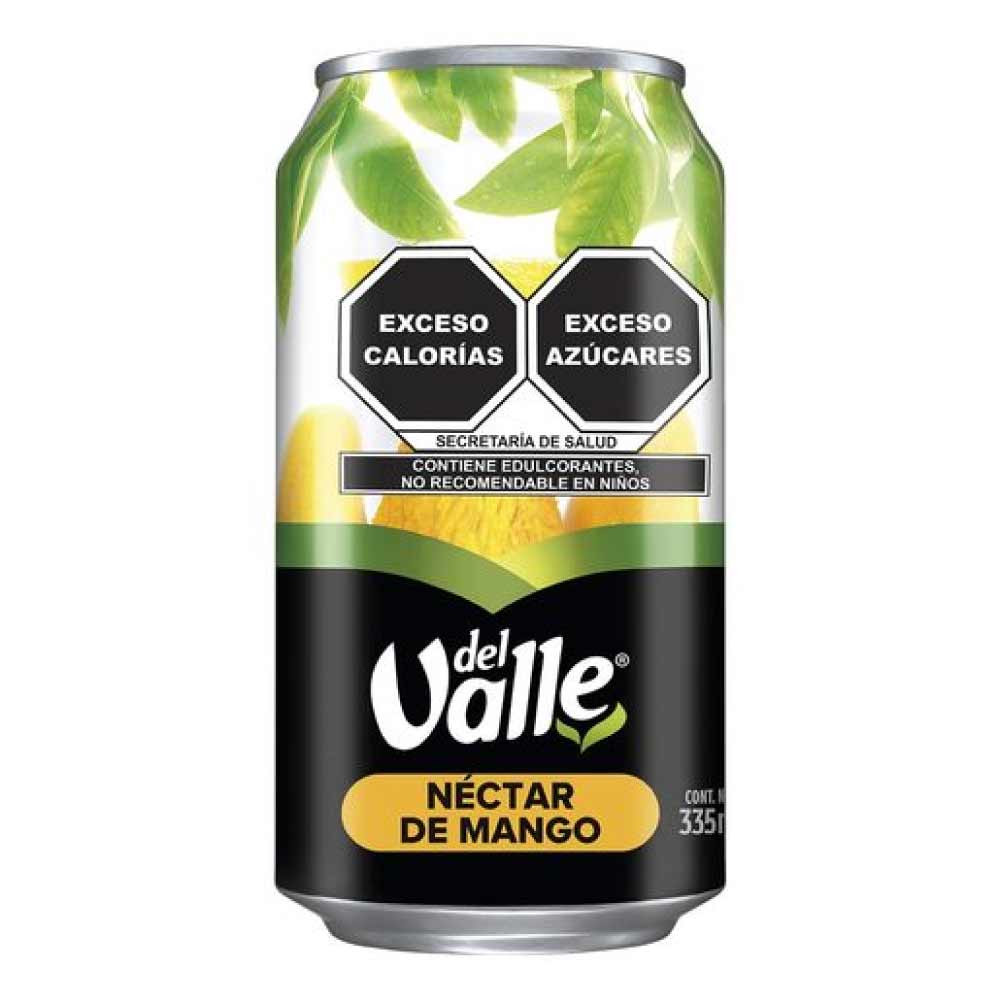 EXCESO
CALORÍAS
EXCESO
AZÚCARES
SECRETARÍA DE SALUD
CONTIENE EDULCORANTES,
NO RECOMENDABLE EN NIÑOS
del
Valle®
NÉCTAR
DE MANGO
CONT.
335